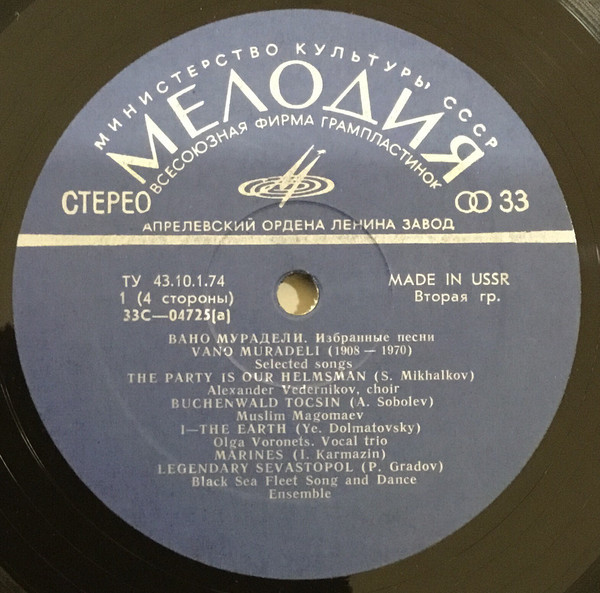 МИНИСТЕРСТВО КУЛЬТУРЫ СССР
МЕЛОДИЯ
ВСЕСОЮЗНАЯ ФИРМА ГРАМПЛАСТИНОК
СТЕРЕО
33
АПРЕЛЕВСКИЙ ОРДЕНА ЛЕНИНА ЗАВОД
ТУ 43.10.1.74
MADE IN USSR
1 (4 стороны)
Вторая гр.
33С—04725(а)
ВАНО МУРАДЕЛИ. Избранные песни
VANO MURADELI (1908 — 1970)
Selected songs
THE PARTY IS OUR HELMSMAN (S. Mikhalkov)
Alexander Vedernikov, choir
BUCHENWALD TOCSIN (A. Sobolev)
Muslim Magomaev
I—THE EARTH (Ye. Dolmatovsky)
Olga Voronets. Vocal trio
MARINES (I. Karmazin)
LEGENDARY SEVASTOPOL (P. Gradov)
Black Sea Fleet Song and Dance
Ensemble